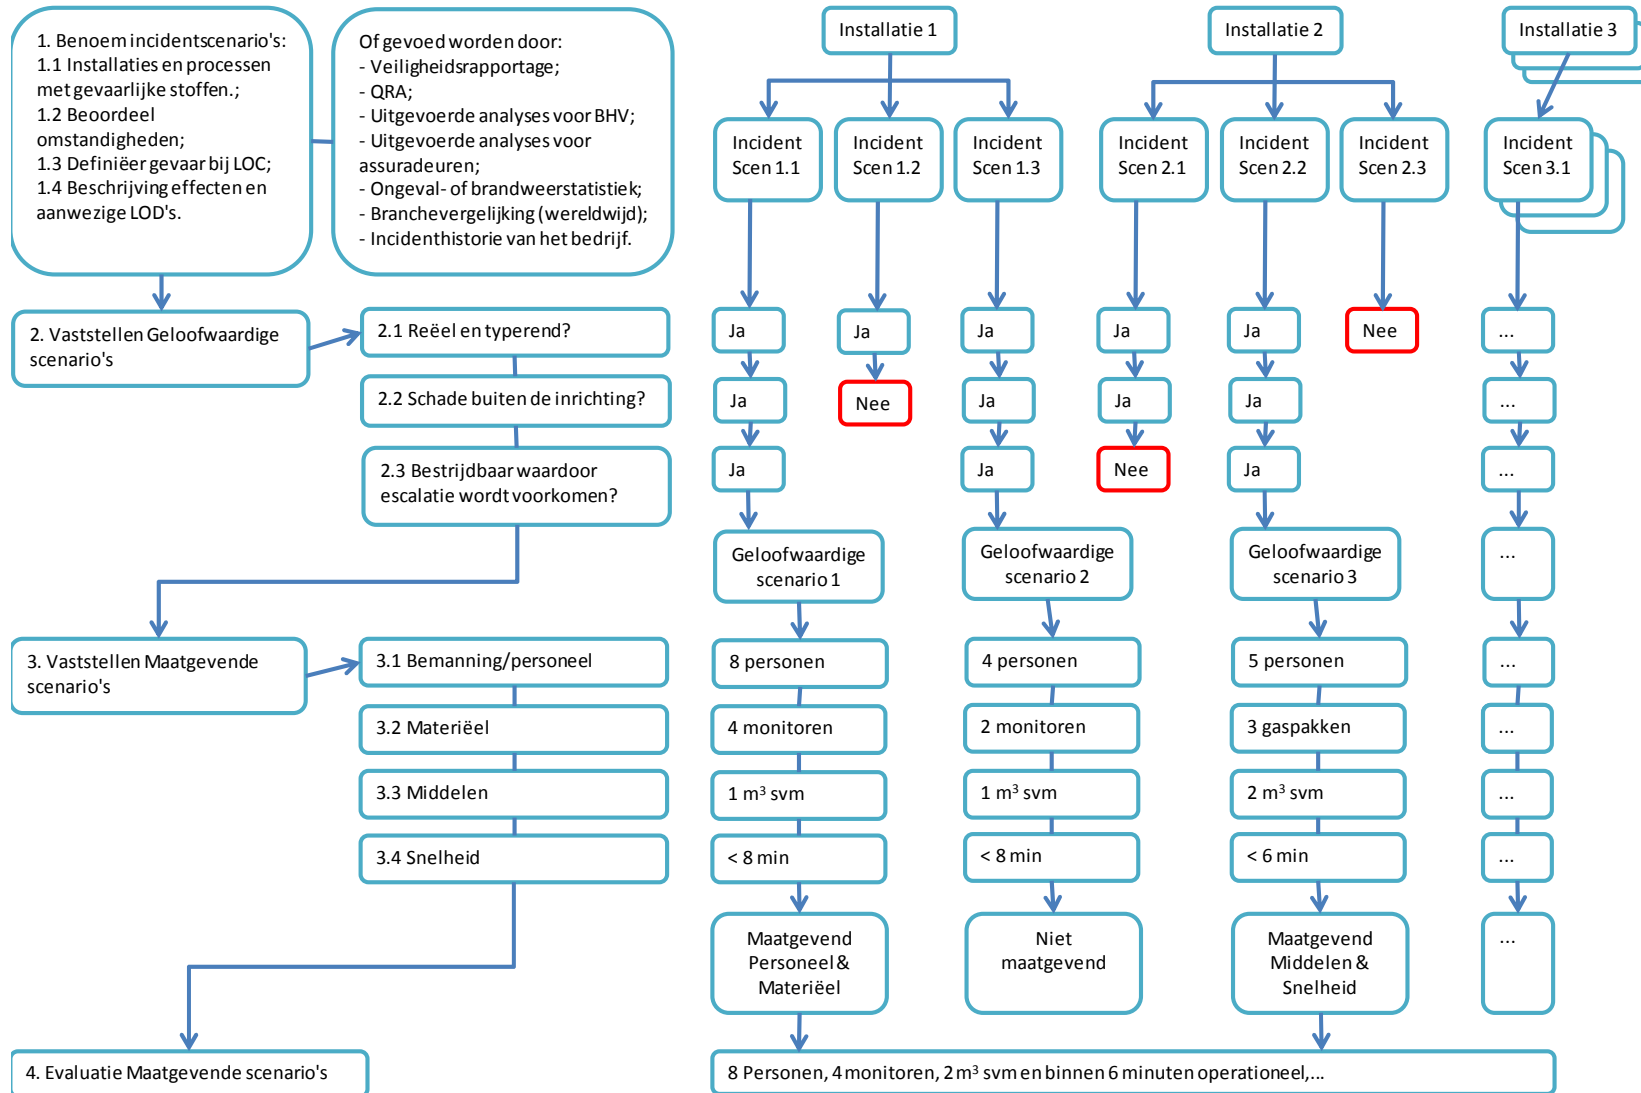 1. Benoem incidentscenario's:
1.1 Installaties en processen
met gevaarlijke stoffen.;
1.2 Beoordeel
omstandigheden;
1.3 Definiëer gevaar bij LOC;
1.4 Beschrijving effecten en
aanwezige LOD's.
Of gevoed worden door:
- Veiligheidsrapportage;
- QRA;
- Uitgevoerde analyses voor BHV;
- Uitgevoerde analyses voor
assuradeuren;
- Ongeval- of brandweerstatistiek;
- Branchevergelijking (wereldwijd);
- Incidenthistorie van het bedrijf.
Installatie 1
Installatie 2
Installatie 3
Incident
Scen 1.1
Incident
Scen 1.2
Incident
Scen 1.3
Incident
Scen 2.1
Incident
Scen 2.2
Incident
Scen 2.3
Incident
Scen 3.1
2. Vaststellen Geloofwaardige
scenario's
2.1 Reëel en typerend?
Ja
Ja
Ja
Ja
Ja
Nee
...
2.2 Schade buiten de inrichting?
Ja
Nee
Ja
Ja
Ja
...
2.3 Bestrijdbaar waardoor
escalatie wordt voorkomen?
Ja
Ja
Nee
Ja
...
Geloofwaardige
scenario 1
Geloofwaardige
scenario 2
Geloofwaardige
scenario 3
...
3. Vaststellen Maatgevende
scenario's
3.1 Bemanning/personeel
8 personen
4 personen
5 personen
...
3.2 Materiëel
4 monitoren
2 monitoren
3 gaspakken
...
3.3 Middelen
1 m³ svm
1 m³ svm
2 m³ svm
...
3.4 Snelheid
< 8 min
< 8 min
< 6 min
...
Maatgevend
Personeel &
Materiëel
Niet
maatgevend
Maatgevend
Middelen &
Snelheid
...
4. Evaluatie Maatgevende scenario's
8 Personen, 4 monitoren, 2 m³ svm en binnen 6 minuten operationeel,...